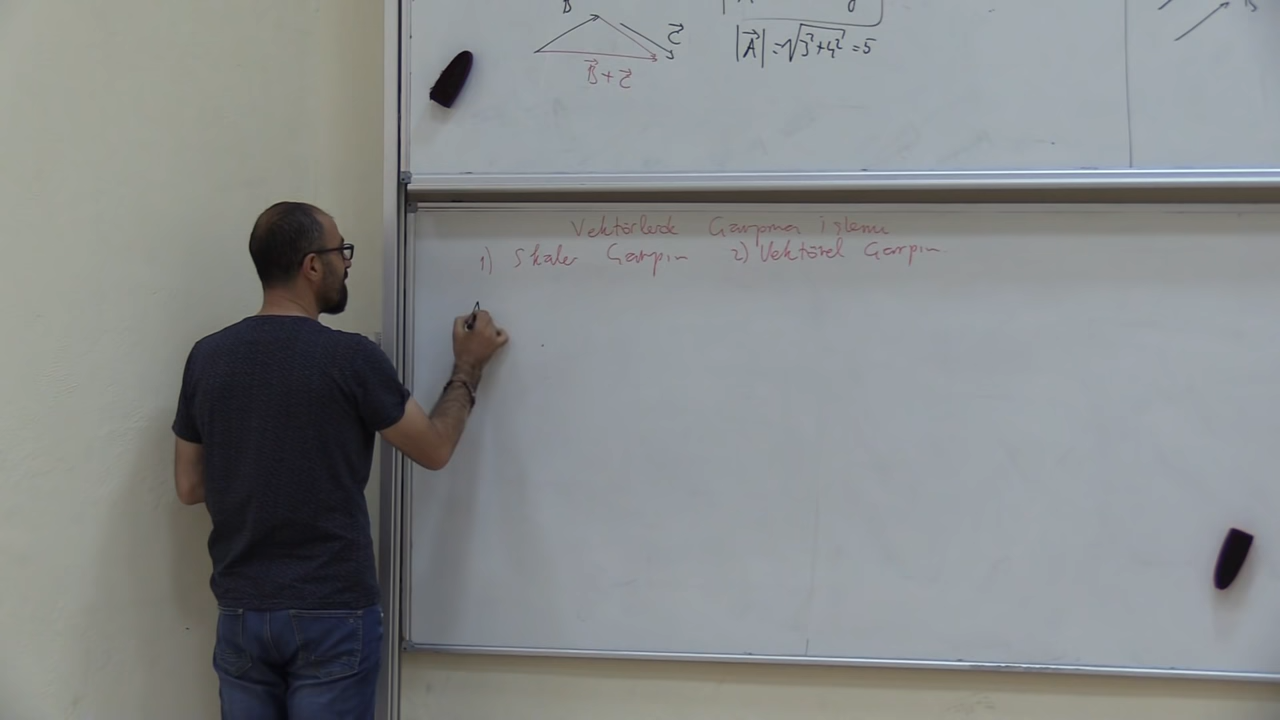 B⃗ + C⃗
C⃗
|A⃗| = √3²+4² = 5
Vektörlerde Çarpma işlemi
1) Skaler Çarpım 2) Vektörel Çarpım